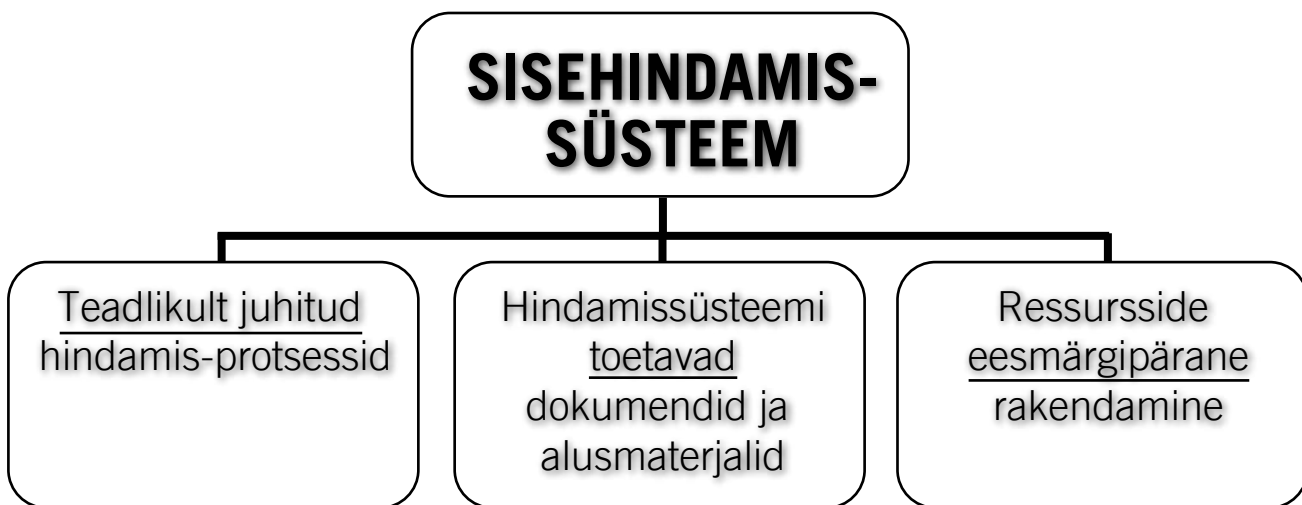 SISEHINDAMIS-
SÜSTEEM
Teadlikult juhitud
hindamis-protsessid
Hindamissüsteemi
toetavad
dokumendid ja
alusmaterjalid
Ressursside
eesmärgipärane
rakendamine